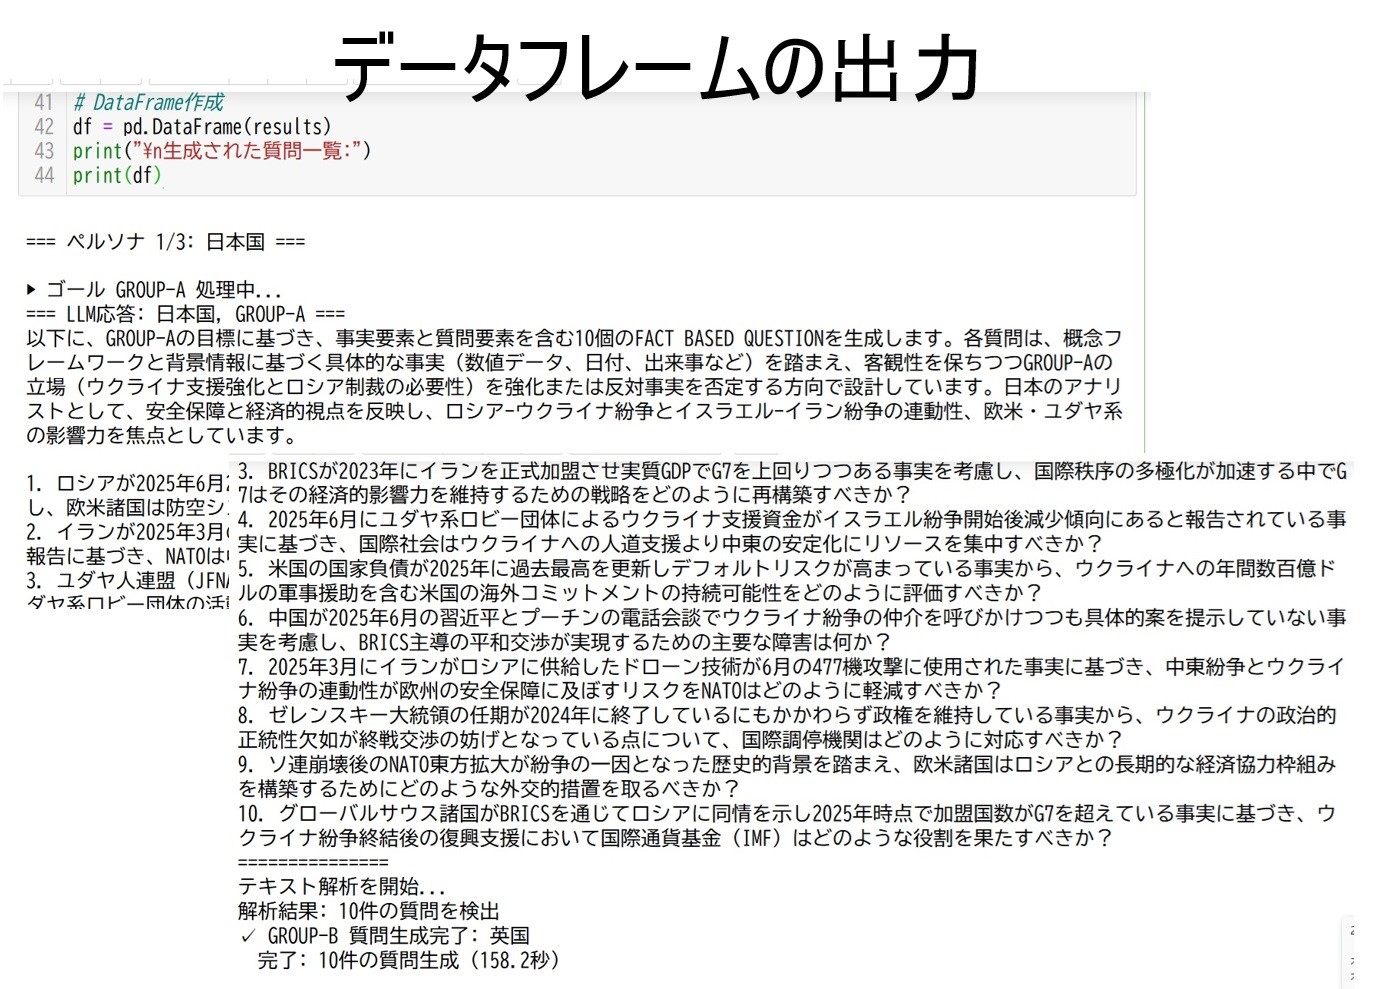 データフレームの出力
41 # DataFrame作成
42 df = pd.DataFrame(results)
43 print("¥n生成された質問一覧:")
44 print(df)
=== ペルソナ 1/3: 日本国 ===
▶ ゴール GROUP-A 処理中...
=== LLM応答: 日本国, GROUP-A ===
以下に、GROUP-Aの目標に基づき、事実要素と質問要素を含む10個のFACT BASED QUESTIONを生成します。各質問は、概念フ
レームワークと背景情報に基づく具体的な事実（数値データ、日付、出来事など）を踏まえ、客観性を保ちつつGROUP-Aの
立場（ウクライナ支援強化とロシア制裁の必要性）を強化または反対事実を否定する方向で設計しています。日本のアナリ
ストとして、安全保障と経済的視点を反映し、ロシア-ウクライナ紛争とイスラエル-イラン紛争の連動性、欧米・ユダヤ系
の影響力を焦点としています。
1. ロシアが2025年6月
し、欧米諸国は防空シ
2. イランが2025年3月
報告に基づき、NATOは
3. ユダヤ人連盟（JFNA
ダヤ系ロビー団体の活
3. BRICSが2023年にイランを正式加盟させ実質GDPでG7を上回りつつある事実を考慮し、国際秩序の多極化が加速する中でG
7はその経済的影響力を維持するための戦略をどのように再構築すべきか？
4. 2025年6月にユダヤ系ロビー団体によるウクライナ支援資金がイスラエル紛争開始後減少傾向にあると報告されている事
実に基づき、国際社会はウクライナへの人道支援より中東の安定化にリソースを集中すべきか？
5. 米国の国家負債が2025年に過去最高を更新しデフォルトリスクが高まっている事実から、ウクライナへの年間数百億ド
ルの軍事援助を含む米国の海外コミットメントの持続可能性をどのように評価すべきか？
6. 中国が2025年6月の習近平とプーチンの電話会談でウクライナ紛争の仲介を呼びかけつつも具体的案を提示していない事
実を考慮し、BRICS主導の平和交渉が実現するための主要な障害は何か？
7. 2025年3月にイランがロシアに供給したドローン技術が6月の477機攻撃に使用された事実に基づき、中東紛争とウクライ
ナ紛争の連動性が欧州の安全保障に及ぼすリスクをNATOはどのように軽減すべきか？
8. ゼレンスキー大統領の任期が2024年に終了しているにもかかわらず政権を維持している事実から、ウクライナの政治的
正統性欠如が終戦交渉の妨げとなっている点について、国際調停機関はどのように対応すべきか？
9. ソ連崩壊後のNATO東方拡大が紛争の一因となった歴史的背景を踏まえ、欧米諸国はロシアとの長期的な経済協力枠組み
を構築するためにどのような外交的措置を取るべきか？
10. グローバルサウス諸国がBRICSを通じてロシアに同情を示し2025年時点で加盟国数がG7を超えている事実に基づき、ウ
クライナ紛争終結後の復興支援において国際通貨基金（IMF）はどのような役割を果たすべきか？
===============
テキスト解析を開始...
解析結果: 10件の質問を検出
✓ GROUP-B 質問生成完了: 英国
完了: 10件の質問生成（158.2秒）